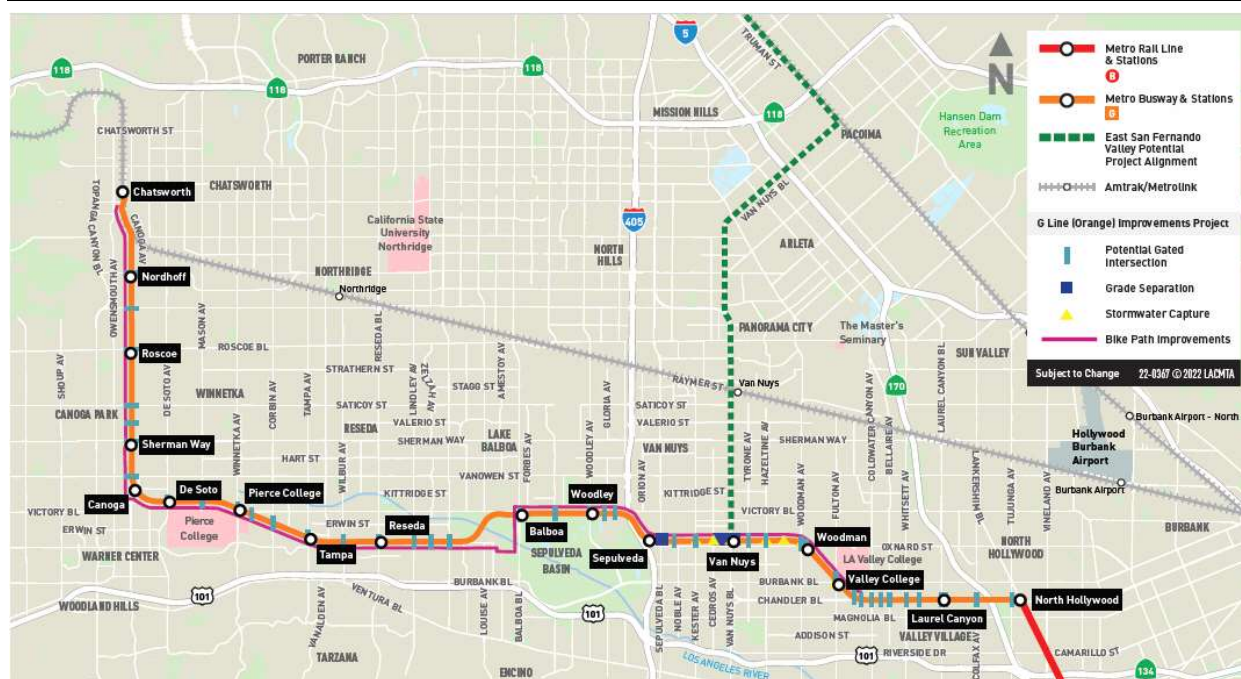 118
PORTER RANCH
118
118
5
TRUMAN ST
MISSION HILLS
118
PACOIMA
Hansen Dam
Recreation
Area
N
Metro Rail Line
& Stations
B
Metro Busway & Stations
G
East San Fernando
Valley Potential
Project Alignment
Amtrak/Metrolink
G Line (Orange) Improvements Project
Potential Gated
Intersection
Grade Separation
Stormwater Capture
Bike Path Improvements
Subject to Change 22-0367 © 2022 LACMTA
CHATSWORTH ST
Chatsworth
CHATSWORTH
TOPANGA CANYON BL
CANOGA AV
OWENSMOUTH AV
California State
University
Northridge
405
NORTH
HILLS
VAN NUYS BL
ARLETA
Nordhoff
NORTHRIDGE
Northridge
PANORAMA CITY
The Master's
Seminary
SUN VALLEY
MASON AV
Roscoe
ROSCOE BL
RESEDA BL
STRATHERN ST
SHOUP AV
DE SOTO AV
WINNETKA
CORBIN AV
TAMPA AV
LINDLEY AV
ZELZAH AV
STAGG ST
AMESTOY AV
GLORIA AV
RAYMER ST
Van Nuys
170
LAUREL CANYON BL
CANOGA PARK
WINNETKA AV
SATICOY ST
VALERIO ST
RESEDA
SHERMAN WAY
LAKE
BALBOA
FORBES AV
WOODLEY AV
SATICOY ST
VALERIO ST
VAN NUYS
ORION AV
TYRONE AV
HAZELTINE AV
SHERMAN WAY
COLDWATER CANYON AV
BELLAIRE AV
Burbank Airport - North
Hollywood
Burbank
Airport
Burbank Airport
Sherman Way
HART ST
WILBUR AV
VANOWEN ST
KITTRIDGE ST
KITTRIDGE ST
WOODMAN AV
FULTON AV
WHITSETT AV
LANKERSHIM BL
TUJUNGA AV
VINELAND AV
Canoga
De Soto
Pierce College
Woodley
VICTORY BL
VICTORY BL
BURBANK
ERWIN ST
Pierce
College
ERWIN ST
Reseda
Balboa
WARNER CENTER
Tampa
SEPULVEDA
BASIN
Sepulveda
Van Nuys
Woodman
OXNARD ST
LA Valley College
NORTH
HOLLYWOOD
WOODLAND HILLS
101
VENTURA BL
BURBANK BL
101
BURBANK BL
Valley College
CHANDLER BL
North Hollywood
VANALDEN AV
LOUISE AV
BALBOA BL
SEPULVEDA BL
NOBLE AV
KESTER AV
CEDROS AV
VAN NUYS BL
MAGNOLIA BL
Laurel Canyon
ADDISON ST
VALLEY VILLAGE
COLFAX AV
TARZANA
ENCINO
LOS ANGELES RIVER
101
RIVERSIDE DR
CAMARILLO ST
134